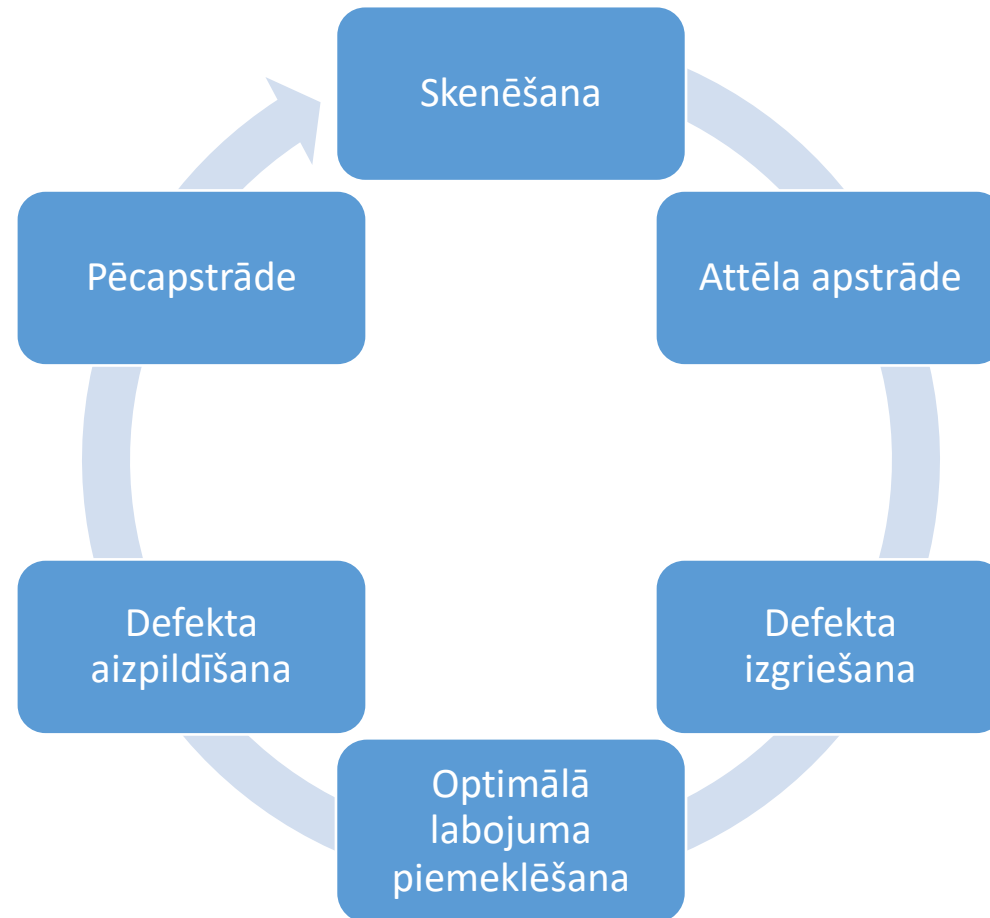 Skenēšana
Attēla apstrāde
Defekta
izgriešana
Optimālā
labojuma
piemeklēšana
Defekta
aizpildīšana
Pēcapstrāde